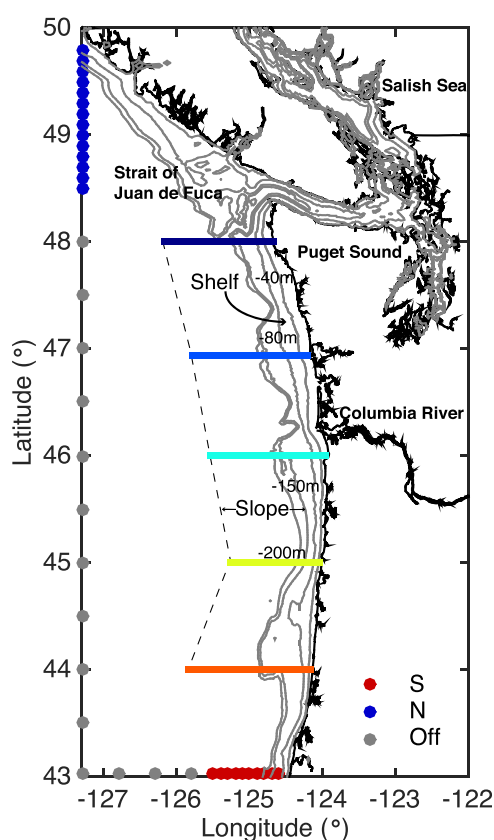 50
Salish Sea
49
Strait of
Juan de Fuca
48
Puget Sound
-40m
Shelf
-80m
47
Columbia River
46
-150m
←Slope→
-200m
45
44
S
N
Off
43
-127
-126
-125
-124
-123
-122
Latitude (°)
Longitude (°)